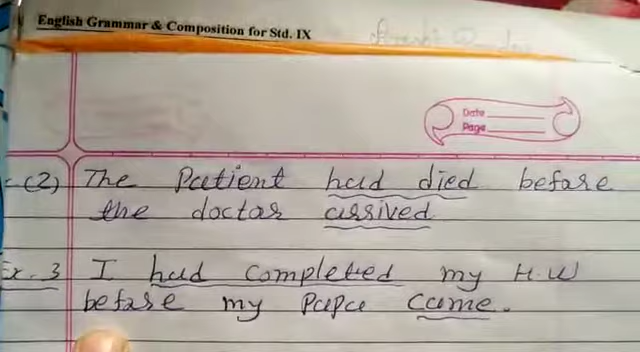 English Grammar & Composition for Std. IX
Date
Page
(2) The Patient had died before
the doctor arrived
Ex. 3 I had completed my H.W
before my Papa came.